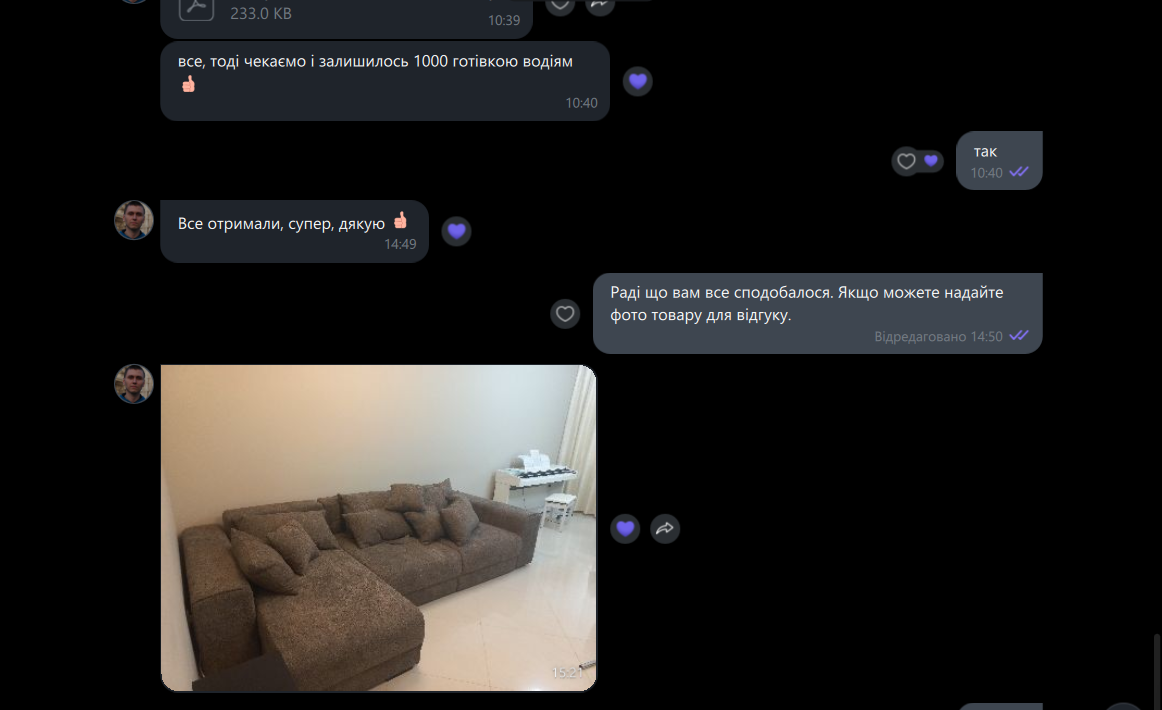 233.0 KB
10:39
все, тоді чекаємо і залишилось 1000 готівкою водіям
👍
10:40
так
10:40
Все отримали, супер, дякую 👍
14:49
Раді що вам все сподобалося. Якщо можете надайте
фото товару для відгуку.
Відредаговано 14:50
15:21